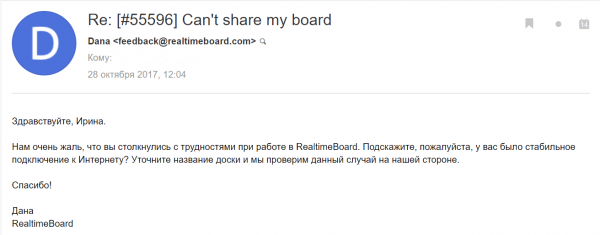 Re: [#55596] Can't share my board
D
Dana <feedback@realtimeboard.com>
Кому:
28 октября 2017, 12:04
14
Здравствуйте, Ирина.
Нам очень жаль, что вы столкнулись с трудностями при работе в RealtimeBoard. Подскажите, пожалуйста, у вас было стабильное
подключение к Интернету? Уточните название доски и мы проверим данный случай на нашей стороне.
Спасибо!
Дана
RealtimeBoard